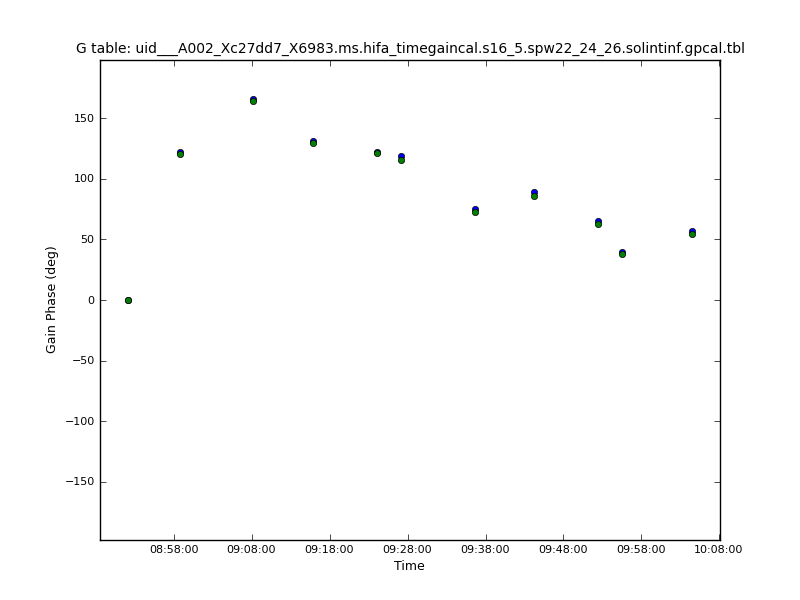 G table: uid___A002_Xc27dd7_X6983.ms.hifa_timegaincal.s16_5.spw22_24_26.solintinf.gpcal.tbl
150
100
50
0
−50
−100
−150
Gain Phase (deg)
08:58:00 09:08:00 09:18:00 09:28:00 09:38:00 09:48:00 09:58:00 10:08:00
Time